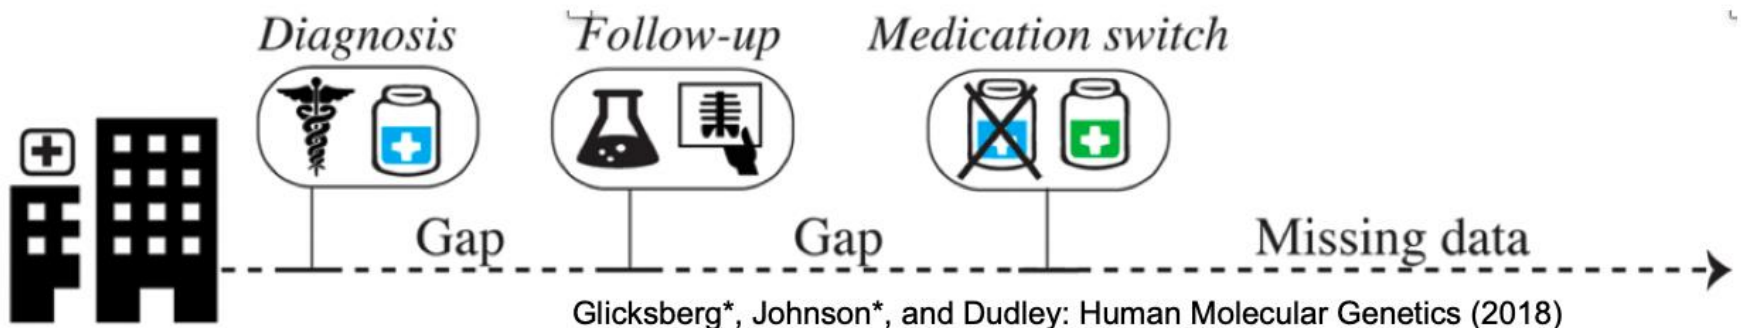 Diagnosis
Follow-up
Medication switch
Gap
Gap
Missing data
Glicksberg*, Johnson*, and Dudley: Human Molecular Genetics (2018)